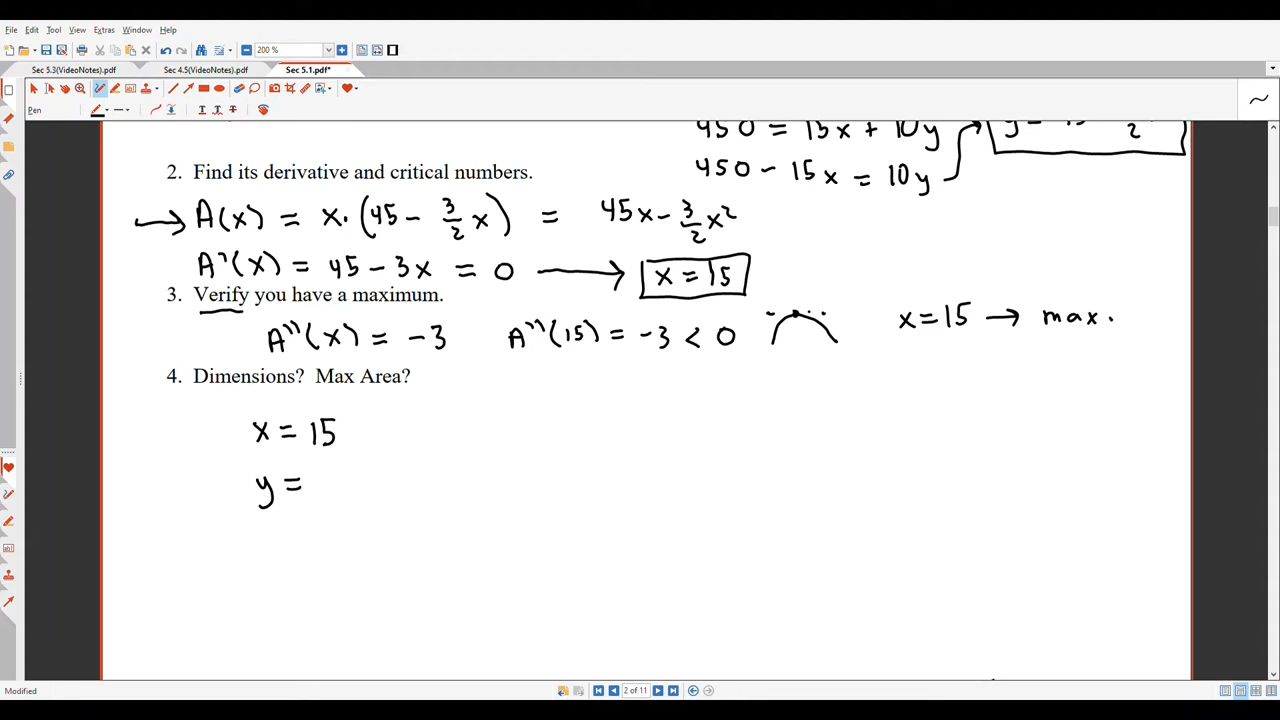 File Edit Tool View Extras Window Help
200 %
Sec 5.3(VideoNotes).pdf Sec 4.5(VideoNotes).pdf Sec 5.1.pdf*
Pen
450 = 15x + 10y
450 - 15x = 10y
2. Find its derivative and critical numbers.
A(x) = x·(45 - 3/2 x) = 45x - 3/2 x²
A'(x) = 45 - 3x = 0 → x = 15
3. Verify you have a maximum.
A''(x) = -3 A''(15) = -3 < 0 x = 15 → max.
4. Dimensions? Max Area?
x = 15
y =
Modified
2 of 11